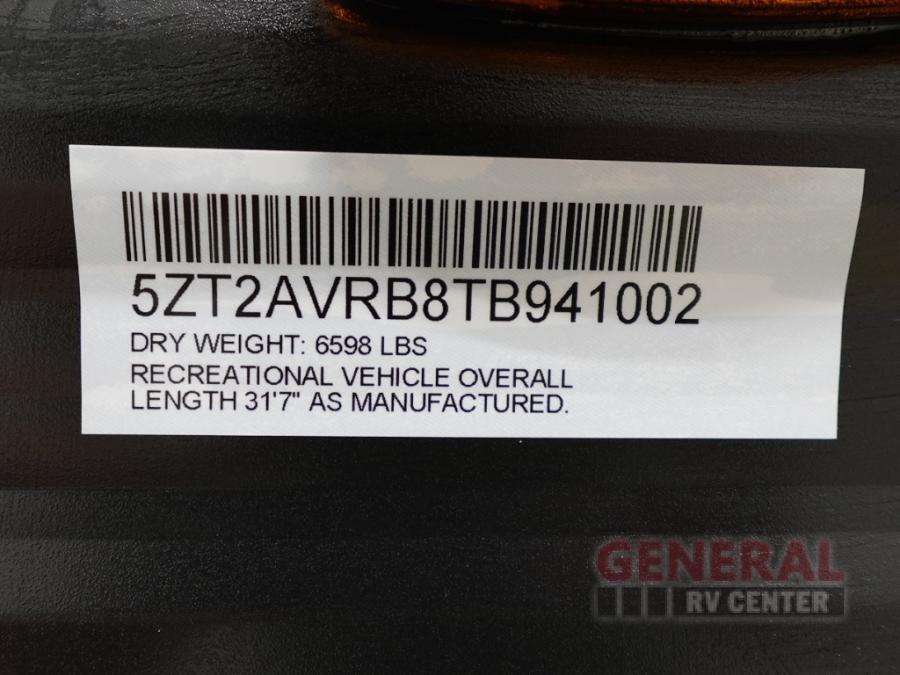 5ZT2AVRB8TB941002
DRY WEIGHT: 6598 LBS
RECREATIONAL VEHICLE OVERALL
LENGTH 31'7" AS MANUFACTURED.
GENERAL
RV CENTER